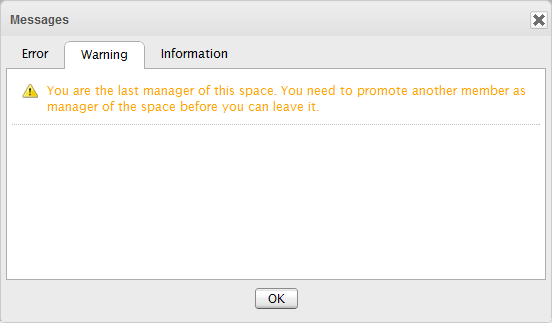 Messages
Error
Warning
Information
You are the last manager of this space. You need to promote another member as
manager of the space before you can leave it.
OK